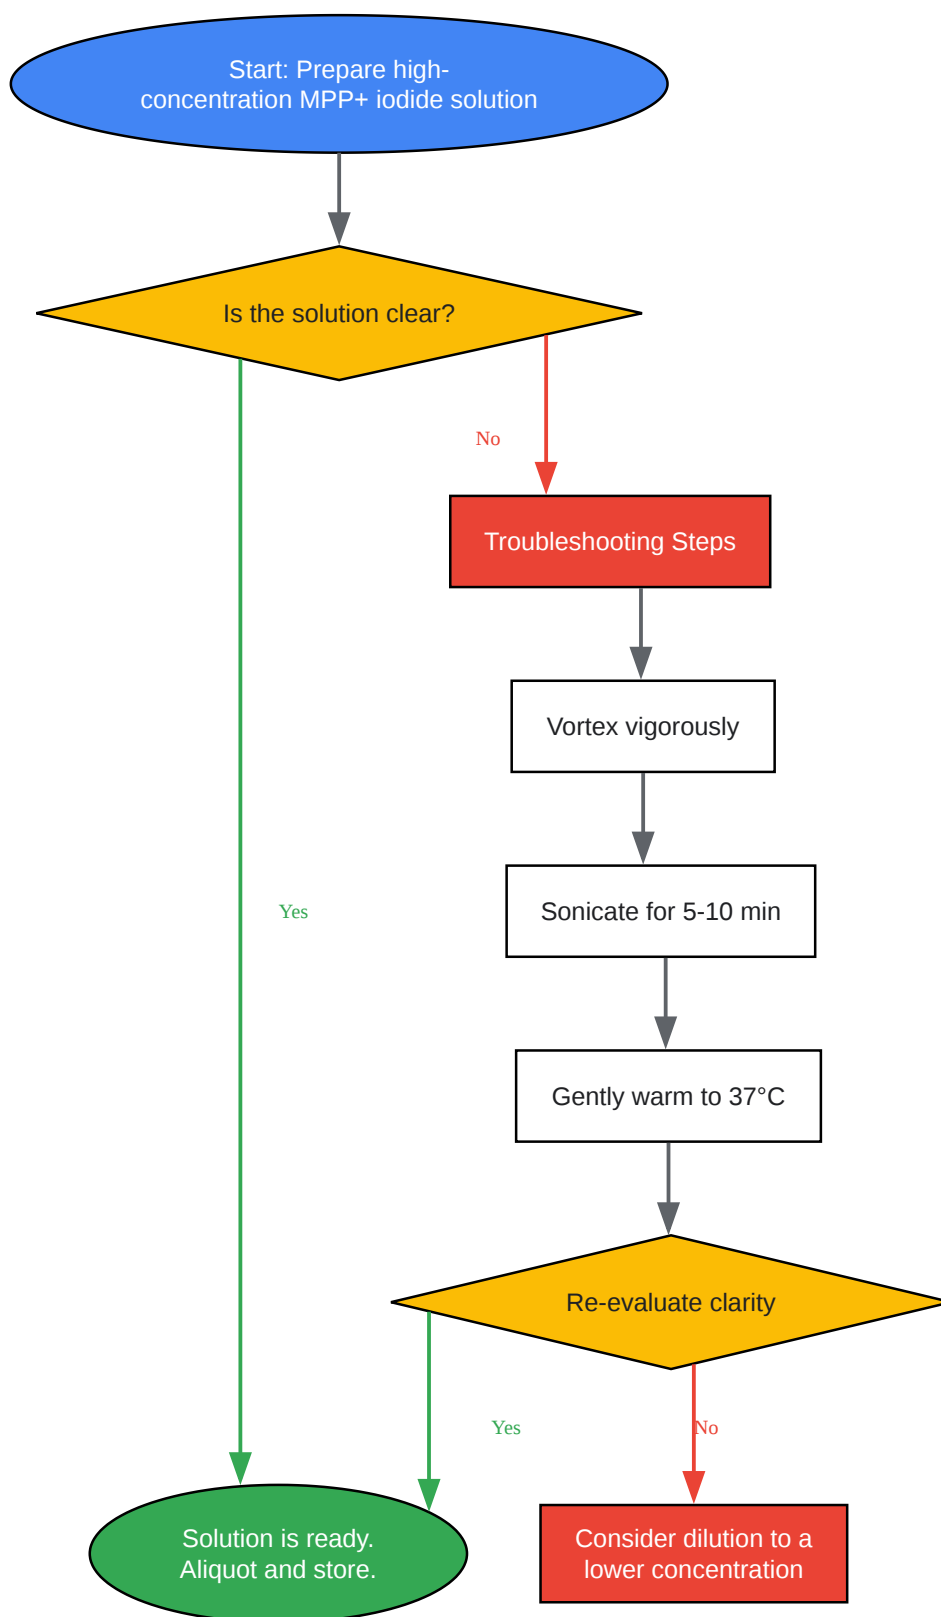 Start: Prepare high-
concentration MPP+ iodide solution
Is the solution clear?
No
Troubleshooting Steps
Vortex vigorously
Yes
Sonicate for 5-10 min
Gently warm to 37°C
Re-evaluate clarity
Yes
No
Solution is ready.
Aliquot and store.
Consider dilution to a
lower concentration